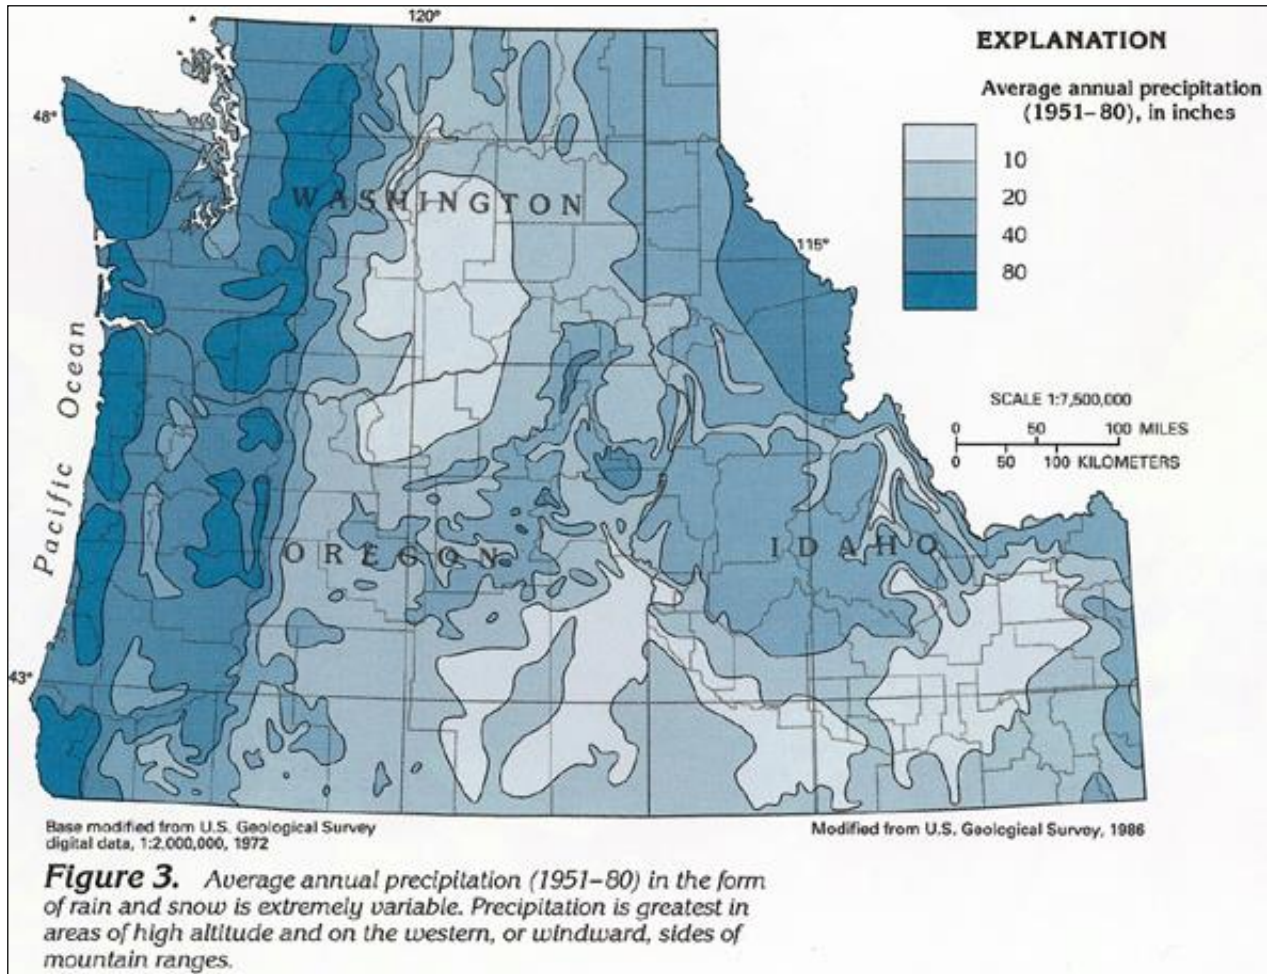 120°
EXPLANATION
Average annual precipitation
(1951–80), in inches
10
20
40
80
48°
WASHINGTON
115°
Pacific Ocean
SCALE 1:7,500,000
0 50 100 MILES
0 50 100 KILOMETERS
OREGON
IDAHO
43°
Base modified from U.S. Geological Survey
digital data, 1:2,000,000, 1972
Modified from U.S. Geological Survey, 1986
Figure 3. Average annual precipitation (1951–80) in the form
of rain and snow is extremely variable. Precipitation is greatest in
areas of high altitude and on the western, or windward, sides of
mountain ranges.